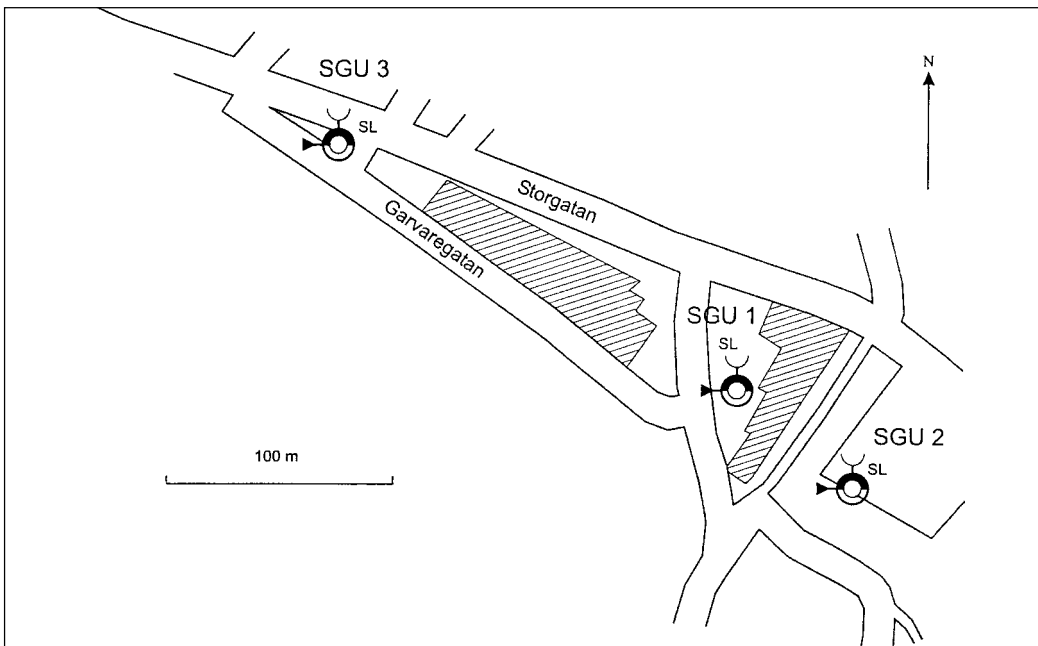 SGU 3
SL
N
Storgatan
Garvaregatan
SGU 1
SL
SGU 2
SL
100 m